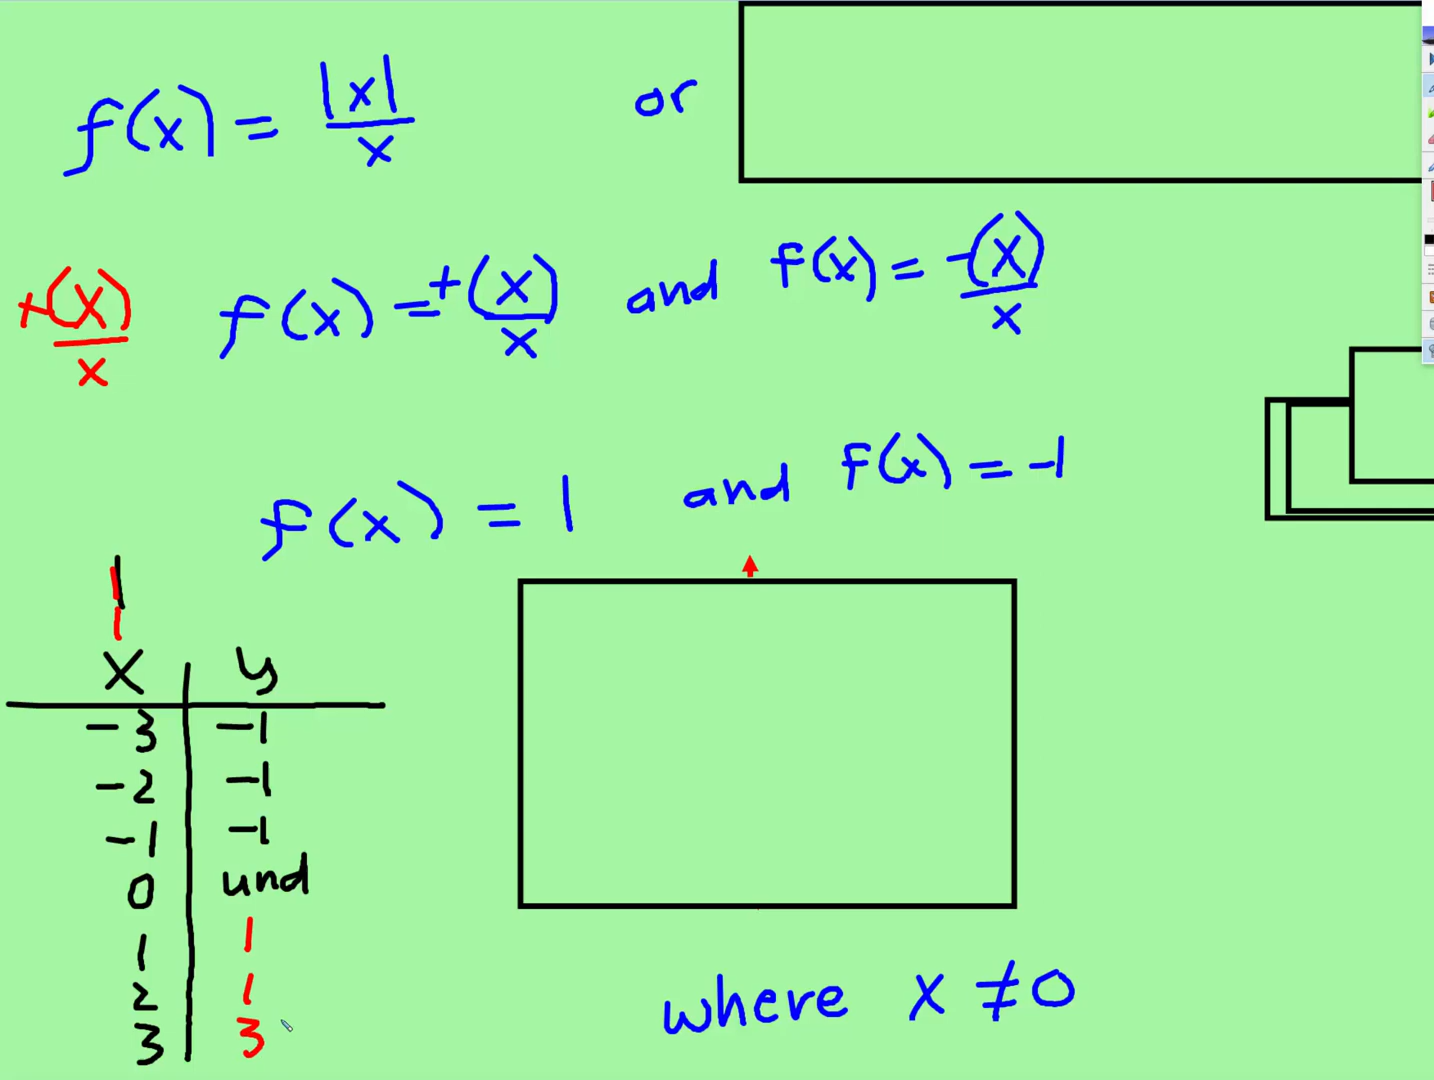 f(x) = |x|/x or
+(x)/x f(x) = +(x)/x and f(x) = -(x)/x
f(x) = 1 and f(x) = -1
1
1
x | y
-3 | -1
-2 | -1
-1 | -1
0 | und
1 | 1
2 | 1
3 | 3
where x ≠ 0